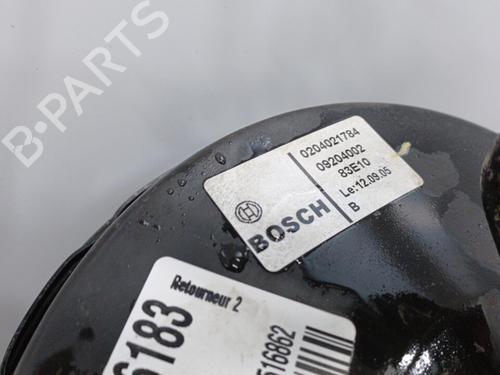 B-PARTS
0204021784
09204002
83E10
Le:12.09.05
B
BOSCH
Retourneur 2
6183
516862